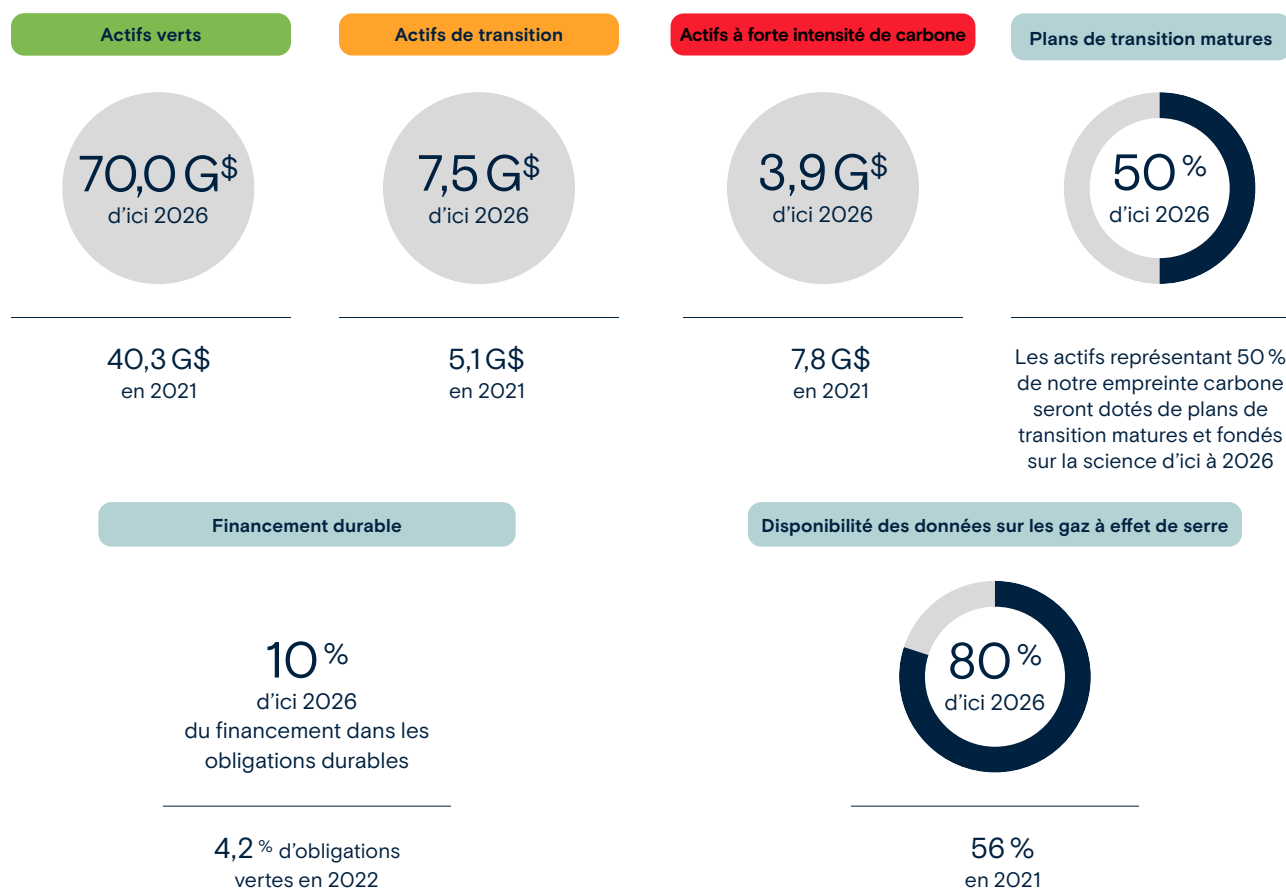 Actifs verts
70,0 G$
d'ici 2026
40,3 G$
en 2021
Actifs de transition
7,5 G$
d'ici 2026
5,1 G$
en 2021
Actifs à forte intensité de carbone
3,9 G$
d'ici 2026
7,8 G$
en 2021
Plans de transition matures
50 %
d'ici 2026
Les actifs représentant 50 %
de notre empreinte carbone
seront dotés de plans de
transition matures et fondés
sur la science d'ici à 2026
Financement durable
10 %
d'ici 2026
du financement dans les
obligations durables
4,2 % d'obligations
vertes en 2022
Disponibilité des données sur les gaz à effet de serre
80 %
d'ici 2026
56 %
en 2021